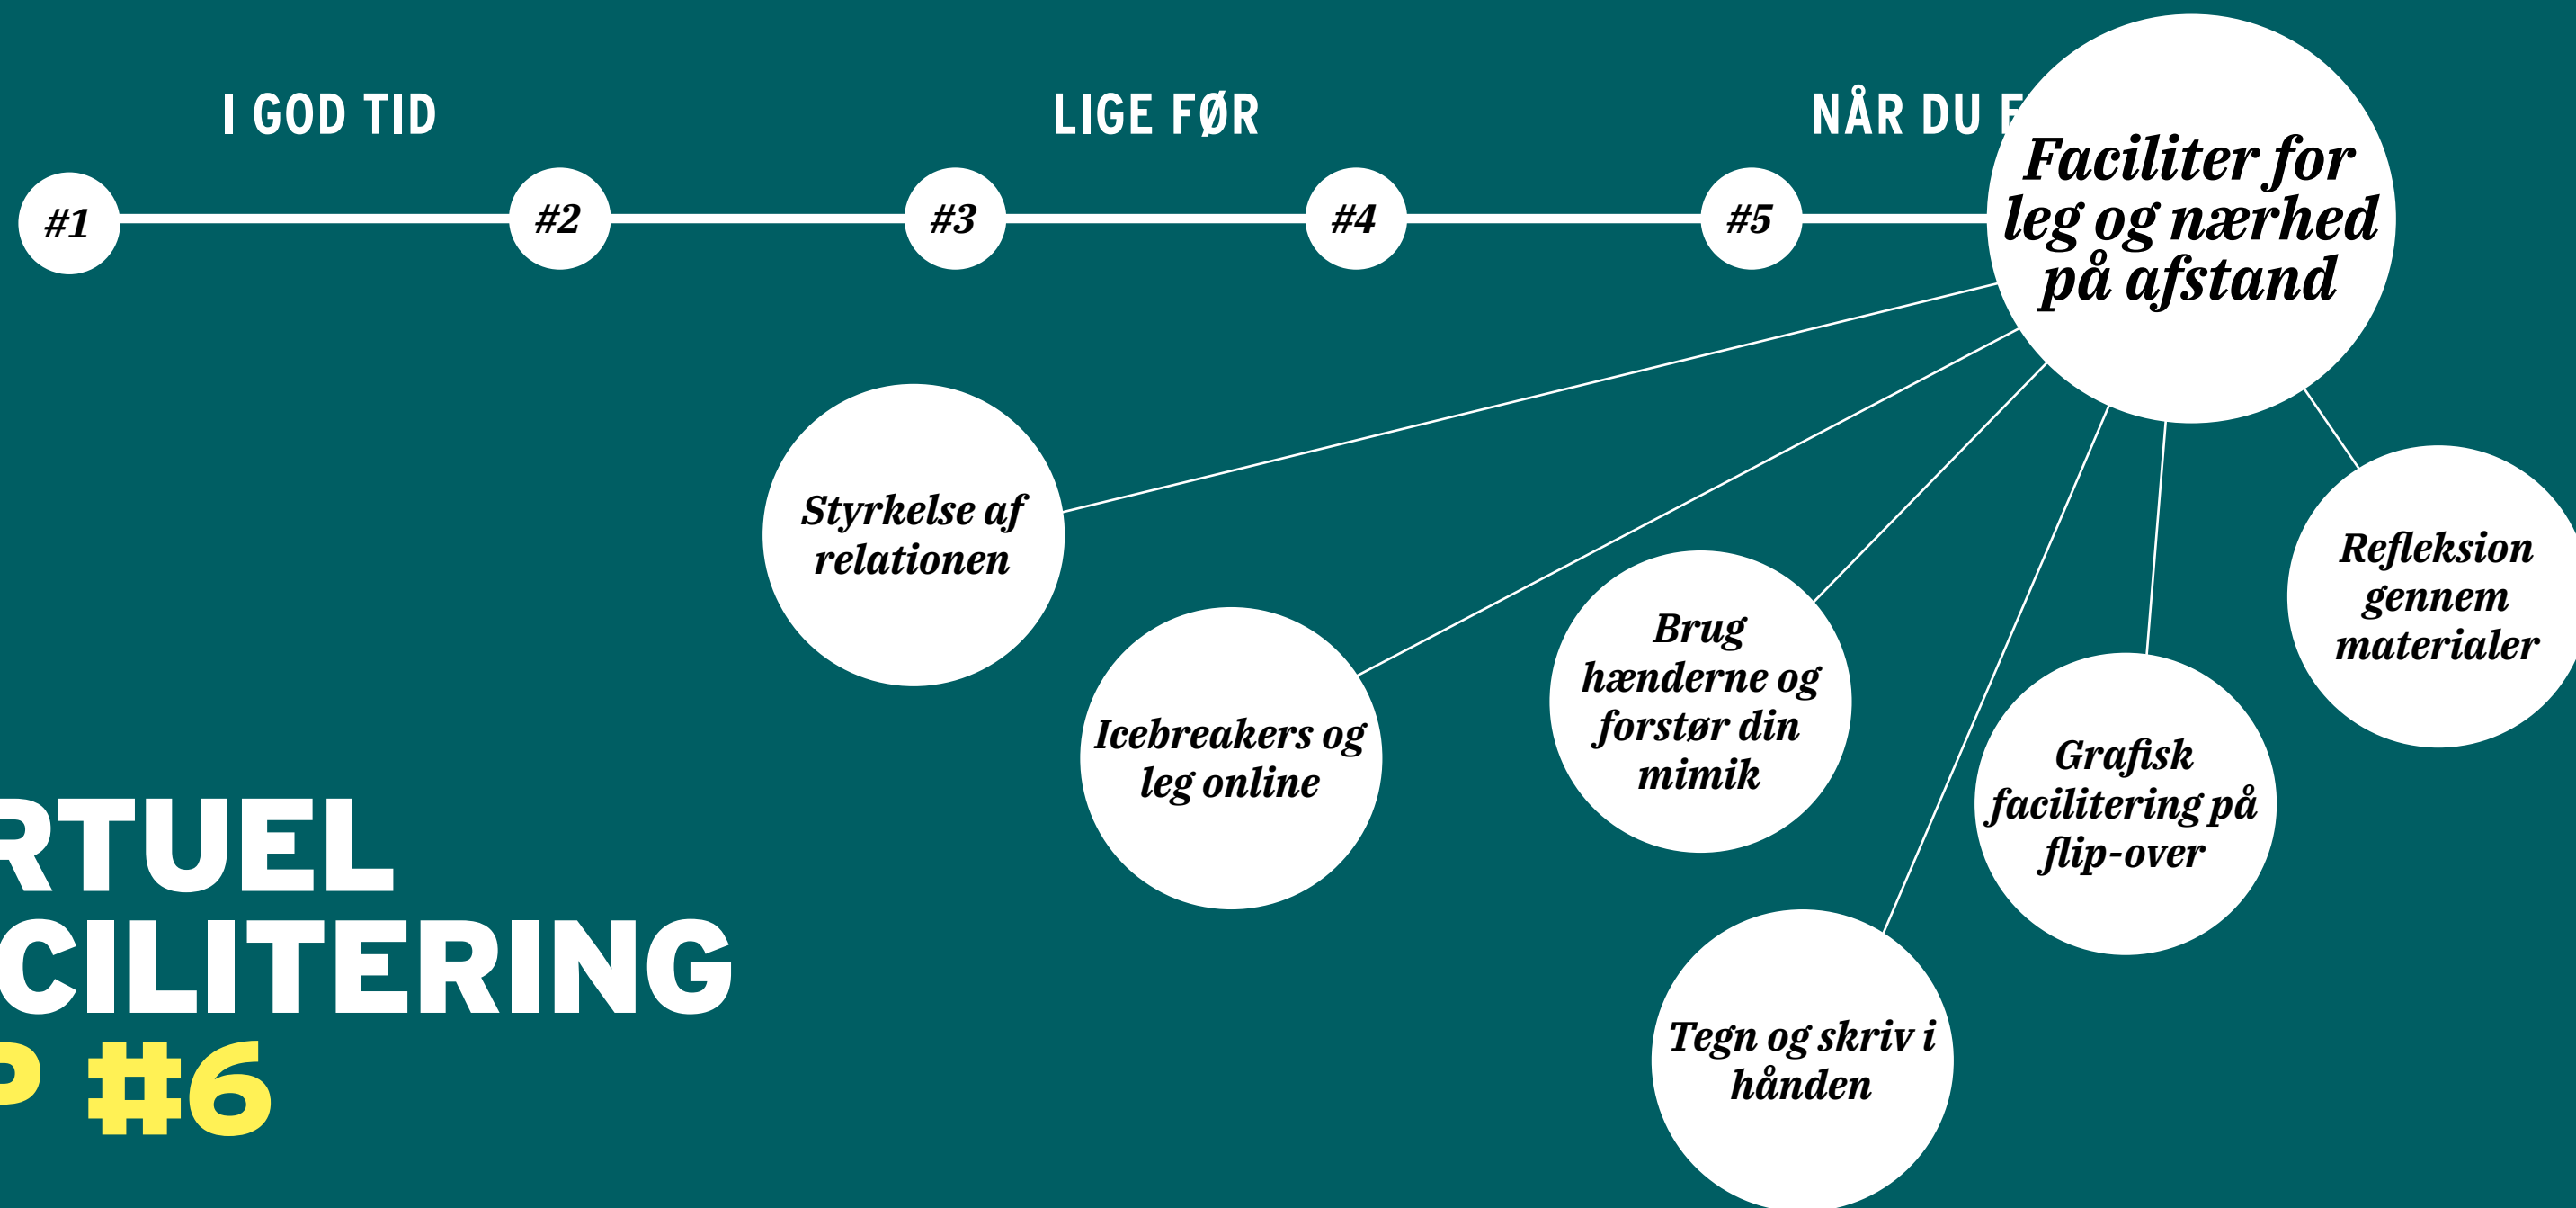 I GOD TID
LIGE FØR
NÅR DU E
#1
#2
#3
#4
#5
Faciliter for
leg og nærhed
på afstand
Styrkelse af
relationen
Icebreakers og
leg online
Brug
hænderne og
forstør din
mimik
Tegn og skriv i
hånden
Grafisk
facilitering på
flip-over
Refleksion
gennem
materialer
RTUEL
CILITERING
P #6